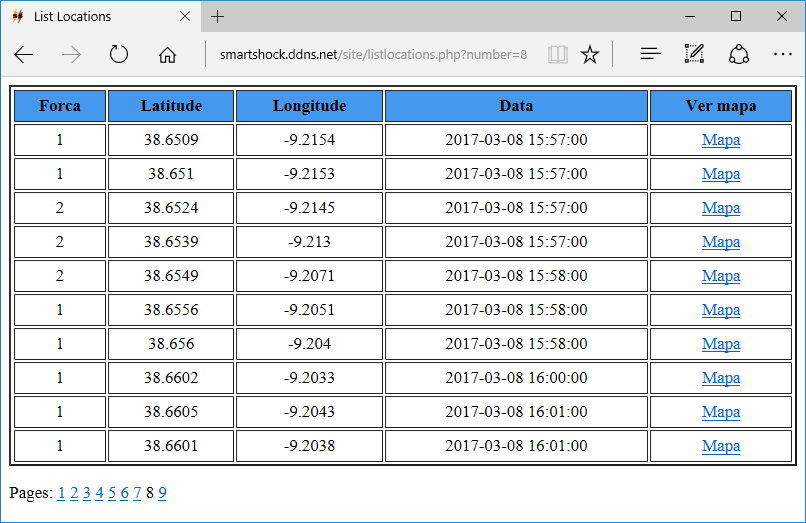 List Locations
smartshock.ddns.net/site/listlocations.php?number=8
Forca Latitude Longitude Data Ver mapa
1 38.6509 -9.2154 2017-03-08 15:57:00 Mapa
1 38.651 -9.2153 2017-03-08 15:57:00 Mapa
2 38.6524 -9.2145 2017-03-08 15:57:00 Mapa
2 38.6539 -9.213 2017-03-08 15:57:00 Mapa
2 38.6549 -9.2071 2017-03-08 15:58:00 Mapa
1 38.6556 -9.2051 2017-03-08 15:58:00 Mapa
1 38.656 -9.204 2017-03-08 15:58:00 Mapa
1 38.6602 -9.2033 2017-03-08 16:00:00 Mapa
1 38.6605 -9.2043 2017-03-08 16:01:00 Mapa
1 38.6601 -9.2038 2017-03-08 16:01:00 Mapa
Pages: 1 2 3 4 5 6 7 8 9